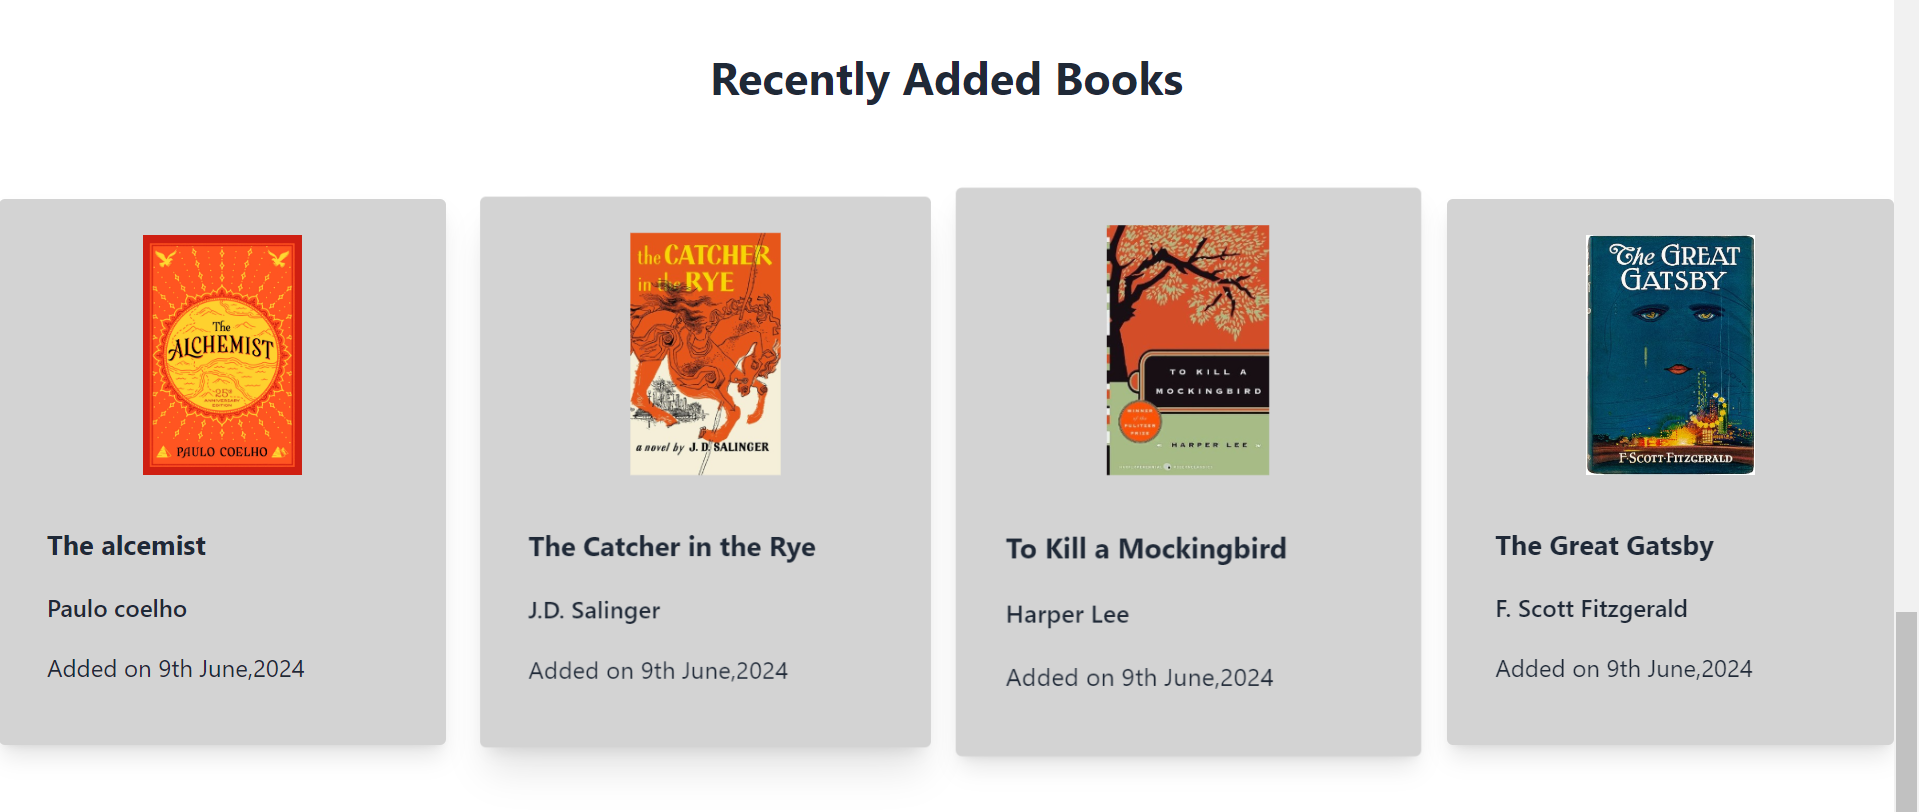 Recently Added Books
The
ALCHEMIST
25th
ANNIVERSARY
EDITION
PAULO COELHO
The alcemist
Paulo coelho
Added on 9th June,2024
the CATCHER
in the RYE
a novel by J. D. SALINGER
The Catcher in the Rye
J.D. Salinger
Added on 9th June,2024
TO KILL A
MOCKINGBIRD
WINNER
of the
PULITZER
PRIZE
HARPER LEE
To Kill a Mockingbird
Harper Lee
Added on 9th June,2024
The GREAT
GATSBY
F·SCOTT·FITZGERALD
The Great Gatsby
F. Scott Fitzgerald
Added on 9th June,2024